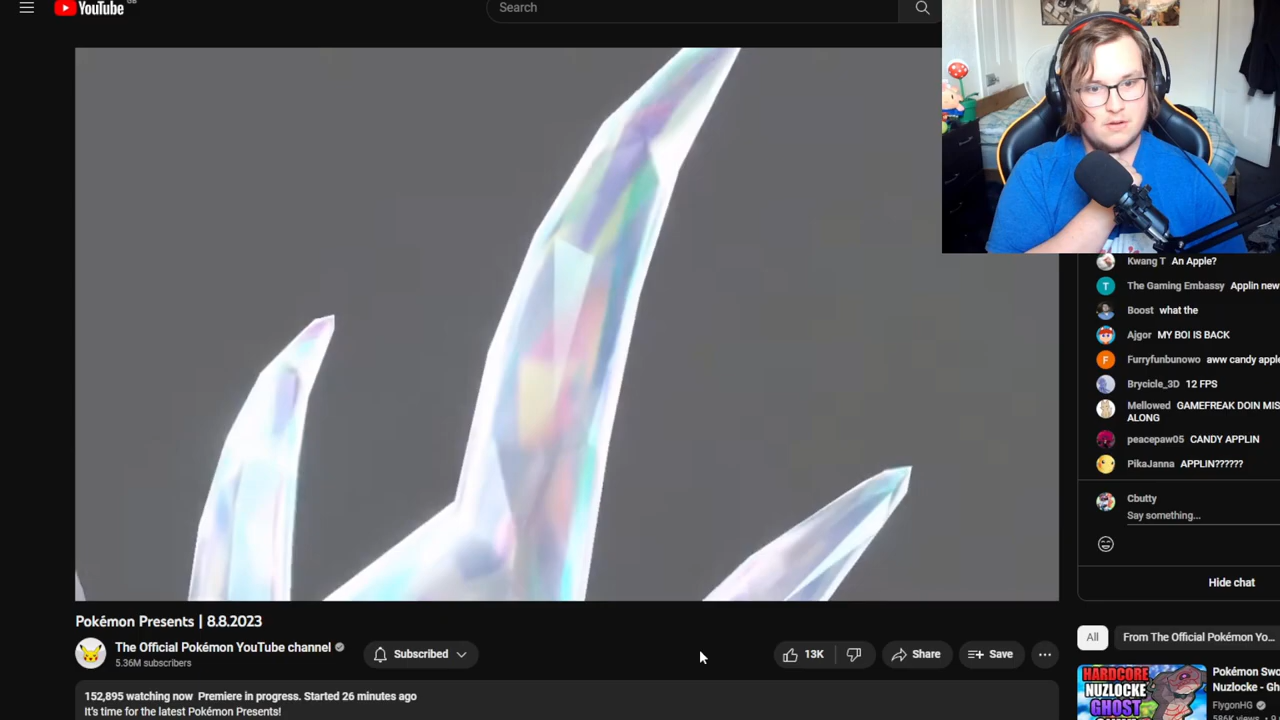 YouTube GB
Search
Kwang T An Apple?
The Gaming Embassy Applin new
Boost what the
Ajgor MY BOI IS BACK
Furryfunbunowo aww candy apple
Brycicle_3D 12 FPS
Mellowed GAMEFREAK DOIN MIS
ALONG
peacepaw05 CANDY APPLIN
PikaJanna APPLIN??????
Cbutty
Say something...
Hide chat
Pokémon Presents | 8.8.2023
The Official Pokémon YouTube channel
5.36M subscribers
Subscribed
13K
Share
Save
152,895 watching now Premiere in progress. Started 26 minutes ago
It's time for the latest Pokémon Presents!
All
From The Official Pokémon Yo...
HARDCORE
NUZLOCKE
GHOST
Pokémon Swo
Nuzlocke - Gh
FlygonHG